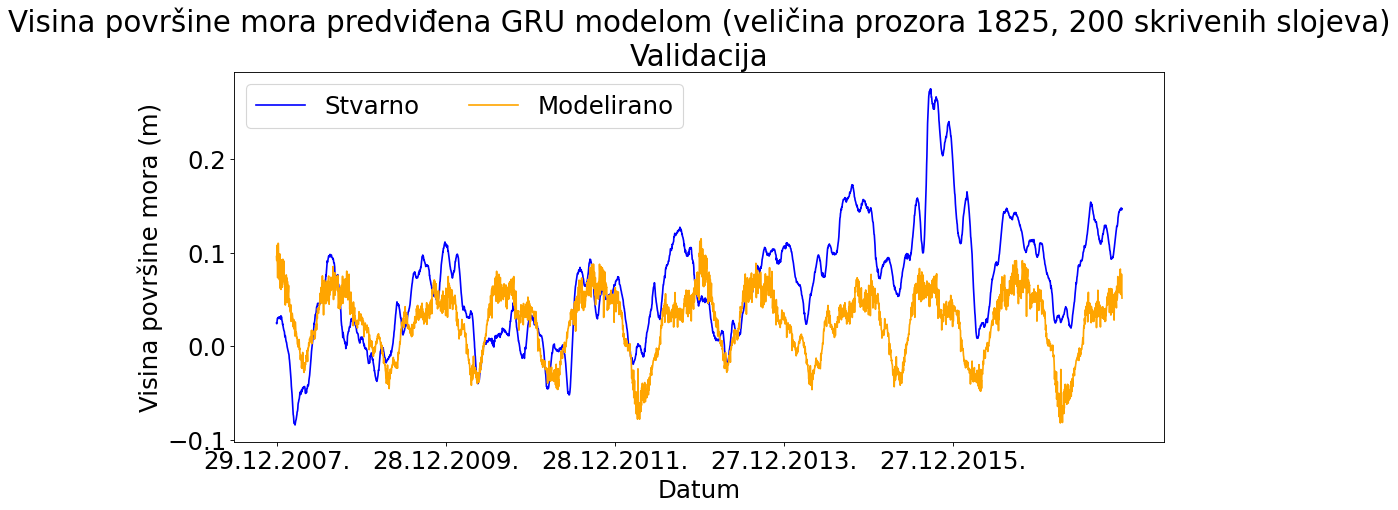 Visina površine mora predviđena GRU modelom (veličina prozora 1825, 200 skrivenih slojeva)
Validacija
Stvarno
Modelirano
Visina površine mora (m)
0.2
0.1
0.0
−0.1
29.12.2007.
28.12.2009.
28.12.2011.
27.12.2013.
27.12.2015.
Datum